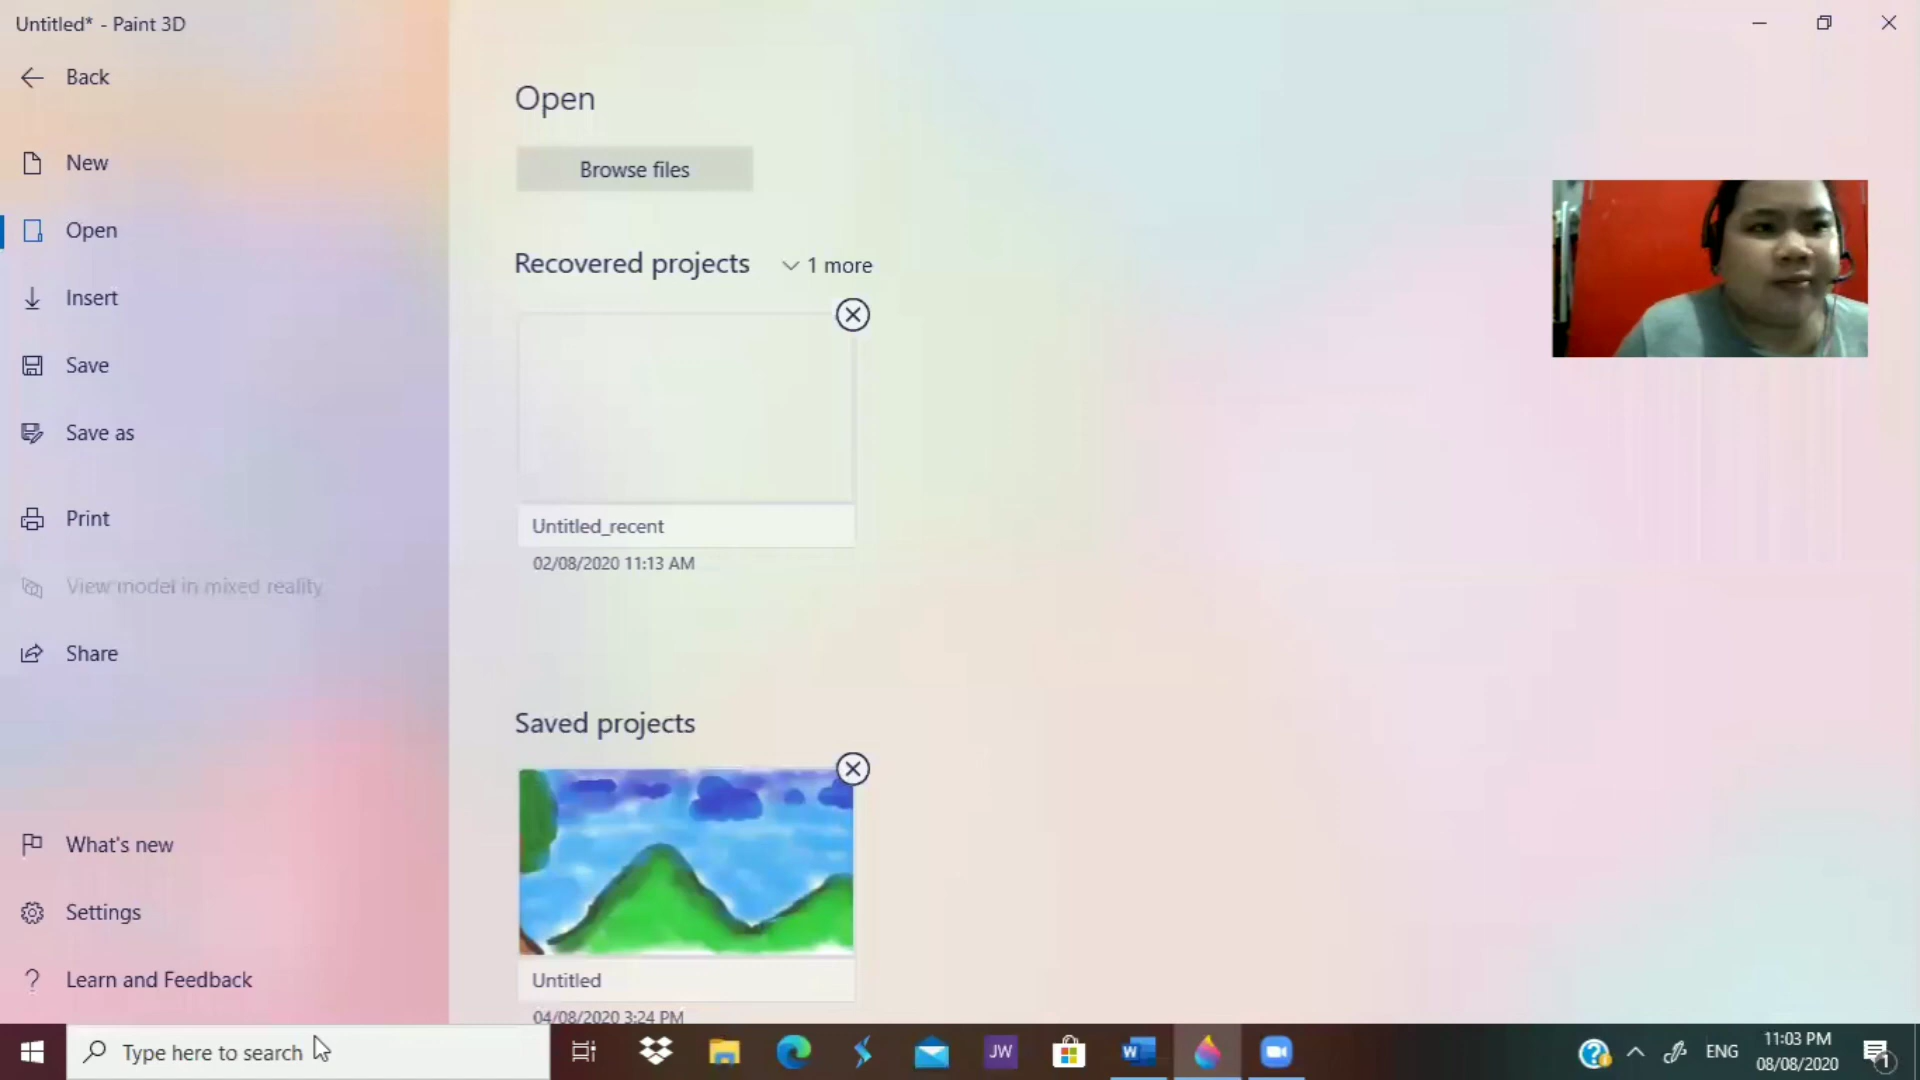 Untitled* - Paint 3D
Back
New
Open
Insert
Save
Save as
Print
View model in mixed reality
Share
What's new
Settings
Learn and Feedback
Open
Browse files
Recovered projects
1 more
Untitled_recent
02/08/2020 11:13 AM
Saved projects
Untitled
04/08/2020 3:24 PM
Type here to search
JW
W
ENG
11:03 PM
08/08/2020
1